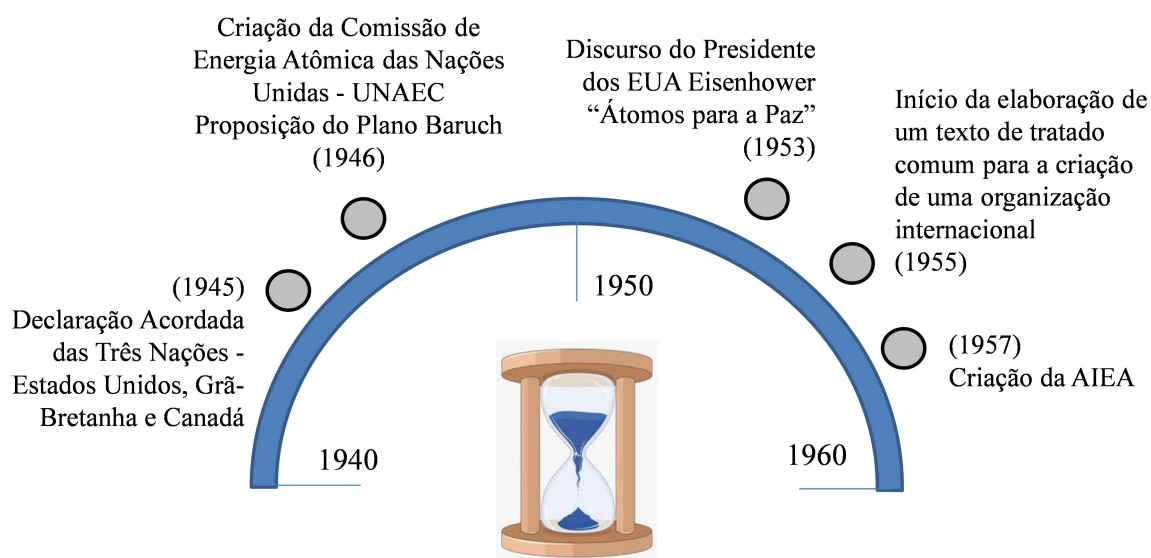 Criação da Comissão de
Energia Atômica das Nações
Unidas - UNAEC
Proposição do Plano Baruch
(1946)
Discurso do Presidente
dos EUA Eisenhower
“Átomos para a Paz”
(1953)
Início da elaboração de
um texto de tratado
comum para a criação
de uma organização
internacional
(1955)
(1945)
Declaração Acordada
das Três Nações -
Estados Unidos, Grã-
Bretanha e Canadá
1950
(1957)
Criação da AIEA
1940
1960